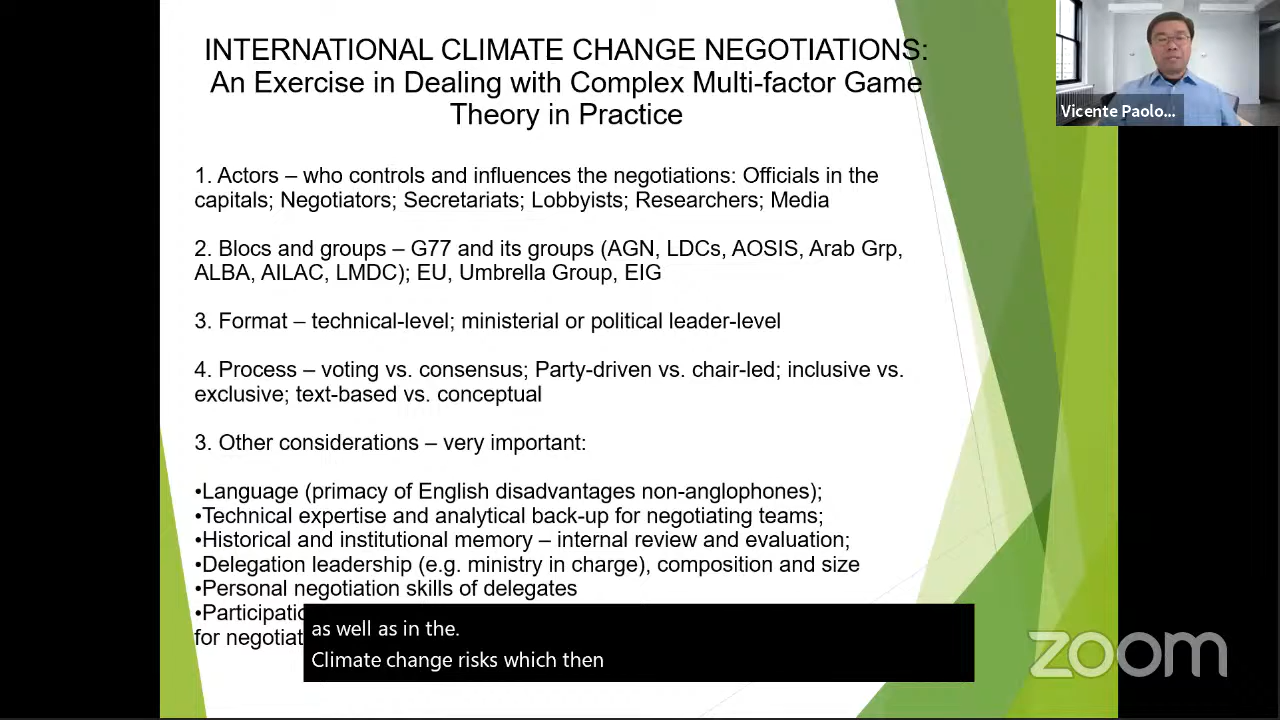 INTERNATIONAL CLIMATE CHANGE NEGOTIATIONS:
An Exercise in Dealing with Complex Multi-factor Game
Theory in Practice
1. Actors – who controls and influences the negotiations: Officials in the
capitals; Negotiators; Secretariats; Lobbyists; Researchers; Media
2. Blocs and groups – G77 and its groups (AGN, LDCs, AOSIS, Arab Grp,
ALBA, AILAC, LMDC); EU, Umbrella Group, EIG
3. Format – technical-level; ministerial or political leader-level
4. Process – voting vs. consensus; Party-driven vs. chair-led; inclusive vs.
exclusive; text-based vs. conceptual
3. Other considerations – very important:
•Language (primacy of English disadvantages non-anglophones);
•Technical expertise and analytical back-up for negotiating teams;
•Historical and institutional memory – internal review and evaluation;
•Delegation leadership (e.g. ministry in charge), composition and size
•Personal negotiation skills of delegates
•Participatio
for negotiat
as well as in the.
Climate change risks which then
Vicente Paolo...
zoom